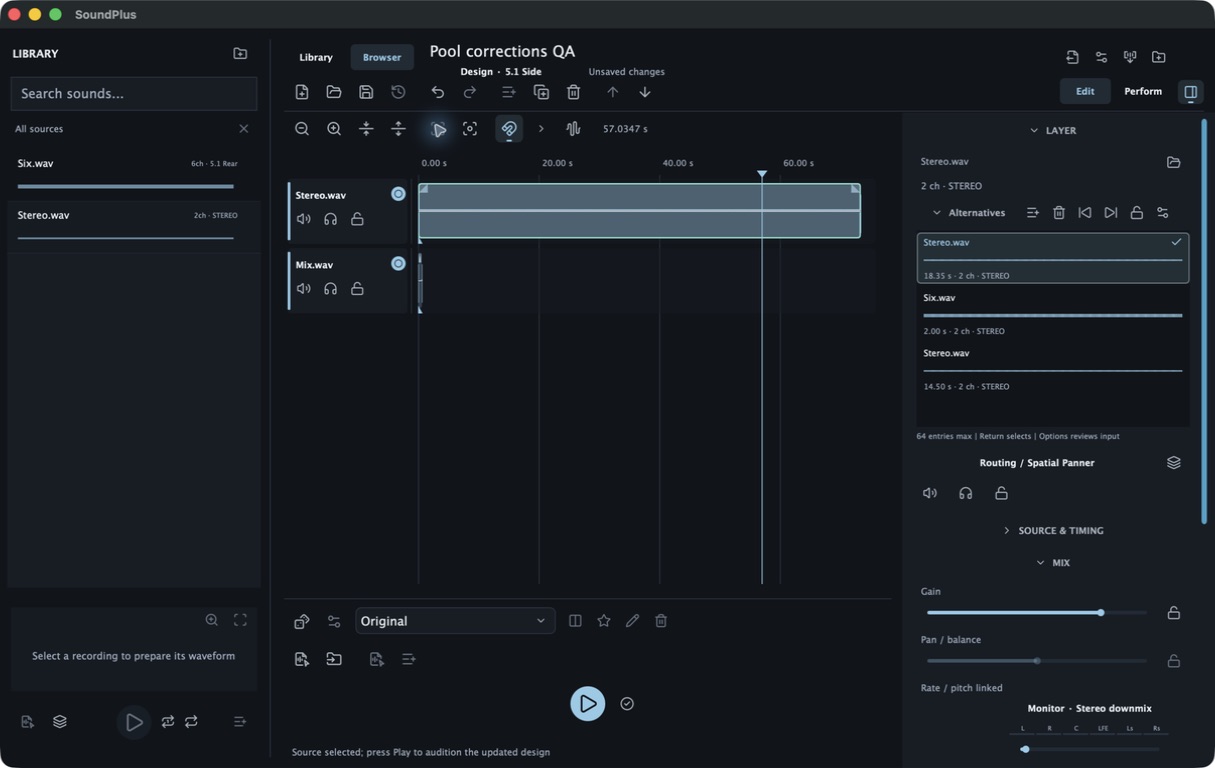 SoundPlus
LIBRARY
Search sounds...
All sources
Six.wav
6ch · 5.1 Rear
Stereo.wav
2ch · STEREO
Select a recording to prepare its waveform
Library
Browser
Pool corrections QA
Design · 5.1 Side
Unsaved changes
Edit
Perform
57.0347 s
0.00 s
20.00 s
40.00 s
60.00 s
Stereo.wav
Mix.wav
Original
Source selected; press Play to audition the updated design
LAYER
Stereo.wav
2 ch · STEREO
Alternatives
Stereo.wav
18.35 s · 2 ch · STEREO
Six.wav
2.00 s · 2 ch · STEREO
Stereo.wav
14.50 s · 2 ch · STEREO
64 entries max | Return selects | Options reviews input
Routing / Spatial Panner
SOURCE & TIMING
MIX
Gain
Pan / balance
Rate / pitch linked
Monitor · Stereo downmix
L R C LFE Ls Rs